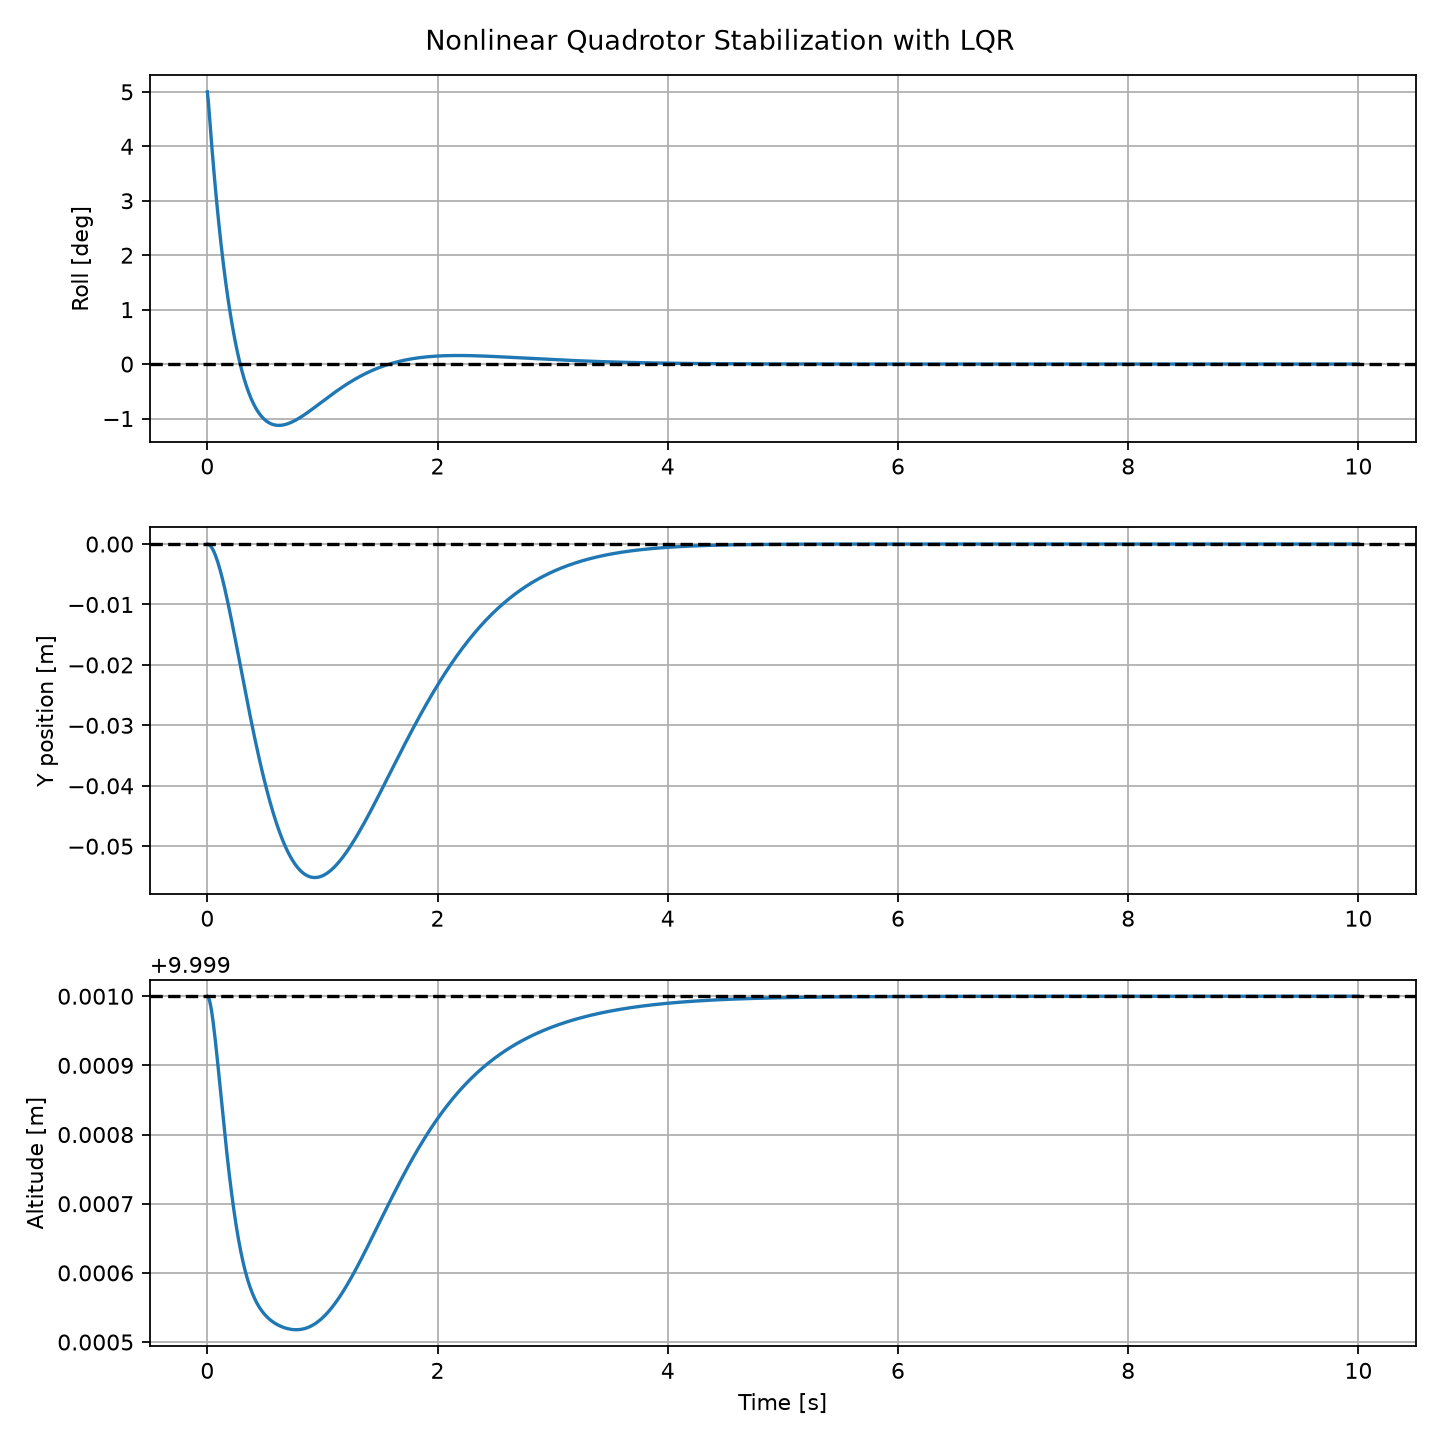 Nonlinear Quadrotor Stabilization with LQR
5
4
3
2
1
0
−1
Roll [deg]
0 2 4 6 8 10
0.00
−0.01
−0.02
−0.03
−0.04
−0.05
Y position [m]
0 2 4 6 8 10
+9.999
0.0010
0.0009
0.0008
0.0007
0.0006
0.0005
Altitude [m]
0 2 4 6 8 10
Time [s]